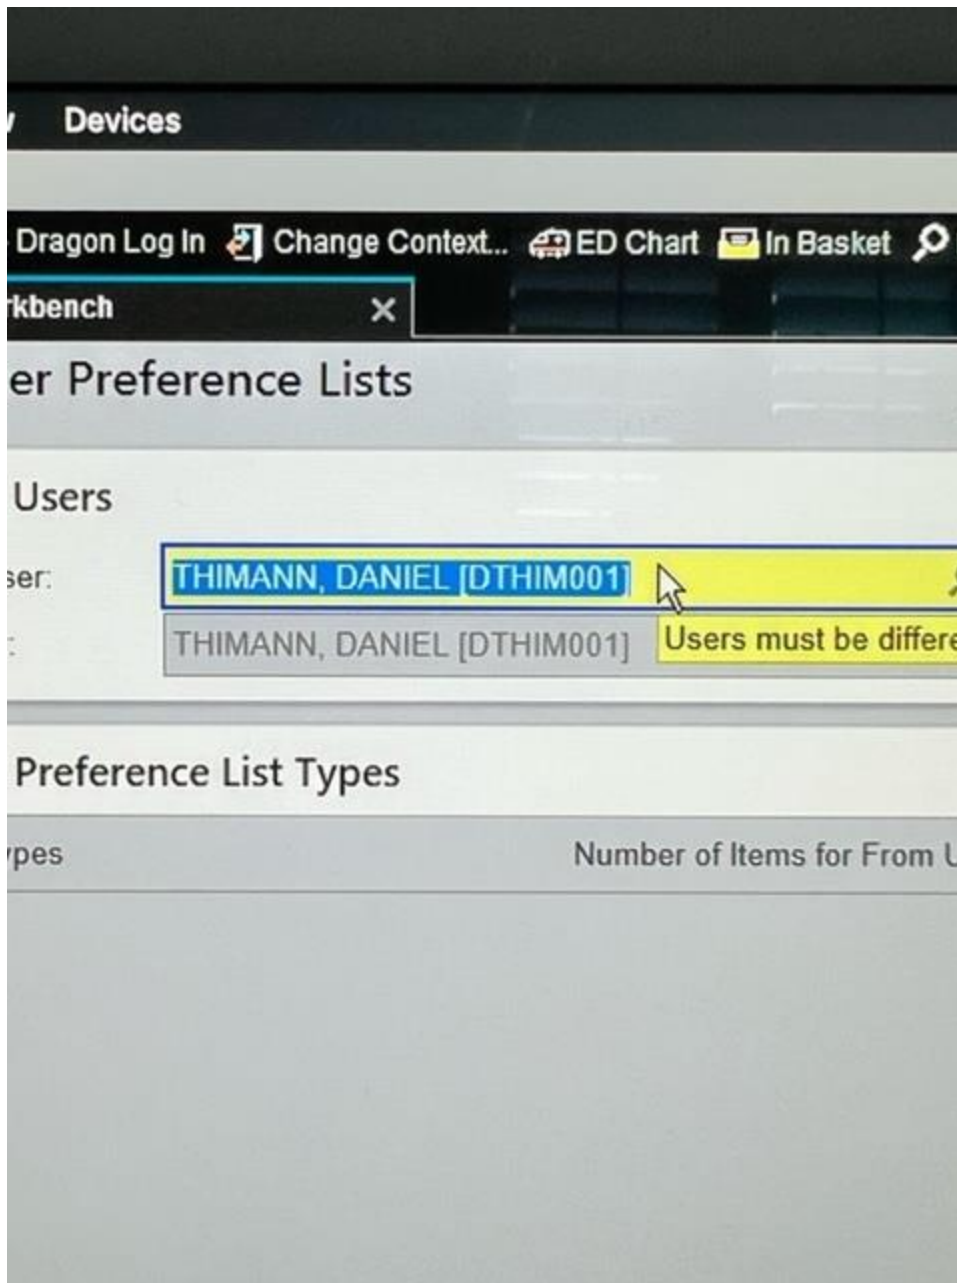 Devices
Dragon Log In Change Context... ED Chart In Basket
rkbench
er Preference Lists
Users
ser: THIMANN, DANIEL [DTHIM001]
: THIMANN, DANIEL [DTHIM001] Users must be differe
Preference List Types
ypes Number of Items for From U